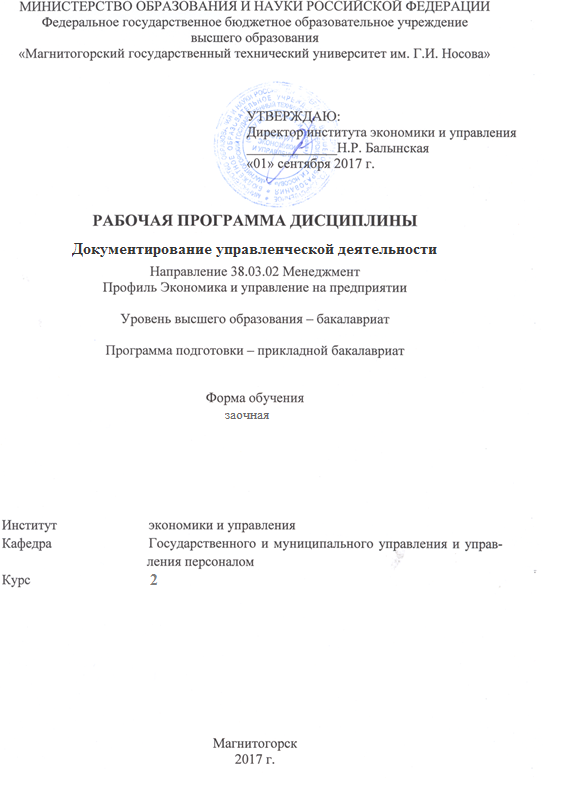 МИНИСТЕРСТВО ОБРАЗОВАНИЯ И НАУКИ РОССИЙСКОЙ ФЕДЕРАЦИИ
Федеральное государственное бюджетное образовательное учреждение
высшего образования
«Магнитогорский государственный технический университет им. Г.И. Носова»
УТВЕРЖДАЮ:
Директор института экономики и управления
Н.Р. Балынская
«01» сентября 2017 г.
РАБОЧАЯ ПРОГРАММА ДИСЦИПЛИНЫ
Документирование управленческой деятельности
Направление 38.03.02 Менеджмент
Профиль Экономика и управление на предприятии
Уровень высшего образования – бакалавриат
Программа подготовки – прикладной бакалавриат
Форма обучения
заочная
Институт экономики и управления
Кафедра Государственного и муниципального управления и управ-
ления персоналом
Курс 2
Магнитогорск
2017 г.